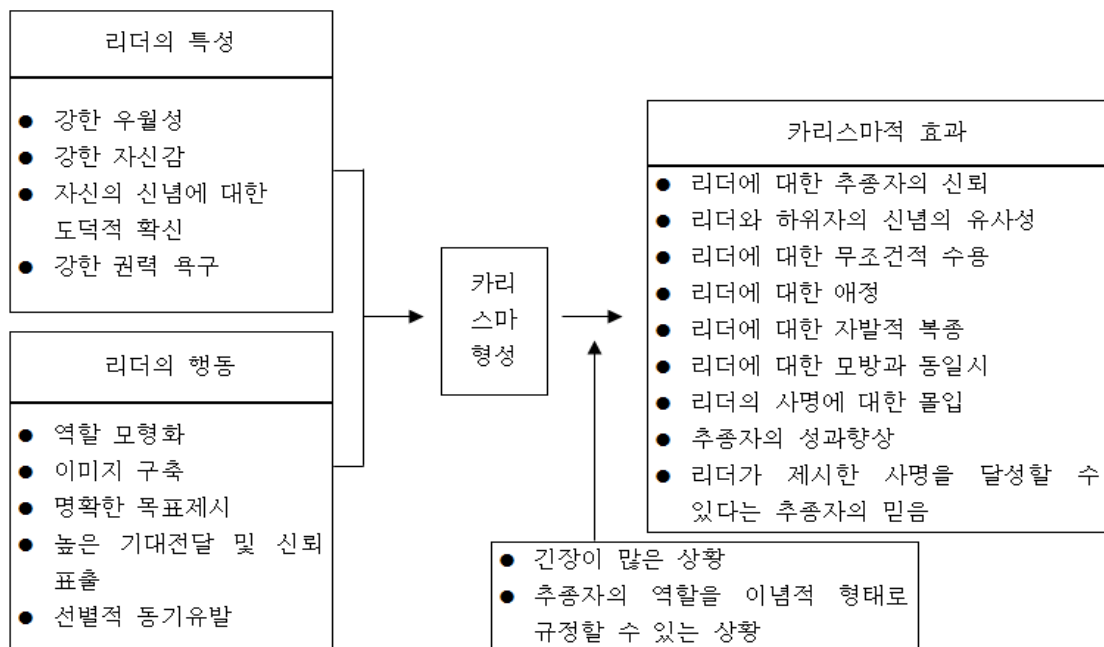 리더의 특성
● 강한 우월성
● 강한 자신감
● 자신의 신념에 대한
도덕적 확신
● 강한 권력 욕구
리더의 행동
● 역할 모형화
● 이미지 구축
● 명확한 목표제시
● 높은 기대전달 및 신뢰
표출
● 선별적 동기유발
카리
스마
형성
카리스마적 효과
● 리더에 대한 추종자의 신뢰
● 리더와 하위자의 신념의 유사성
● 리더에 대한 무조건적 수용
● 리더에 대한 애정
● 리더에 대한 자발적 복종
● 리더에 대한 모방과 동일시
● 리더의 사명에 대한 몰입
● 추종자의 성과향상
● 리더가 제시한 사명을 달성할 수
있다는 추종자의 믿음
● 긴장이 많은 상황
● 추종자의 역할을 이념적 형태로
규정할 수 있는 상황